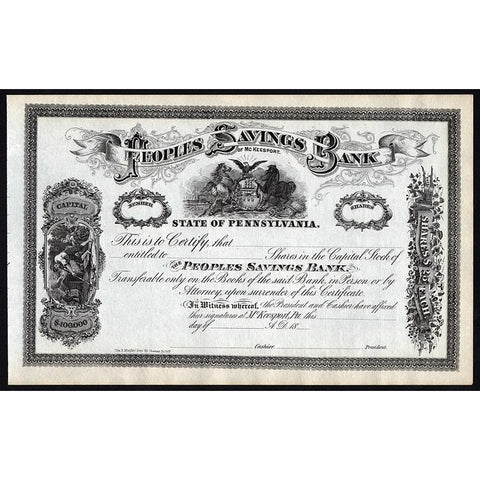 PEOPLES SAVINGS BANK
OF MC KEESPORT.
NUMBER
SHARES
STATE OF PENNSYLVANIA.
CAPITAL
$100,000
SHARES $50 EACH
This is to Certify, that
entitled to Shares in the Capital Stock of
THE PEOPLES SAVINGS BANK.
Transferable only on the Books of the said Bank, in Person or by
Attorney, upon surrender of this Certificate.
In Witness whereof, the President and Cashier have affixed
their signatures at McKeesport, Pa. this
day of A.D. 18
Cashier. President.